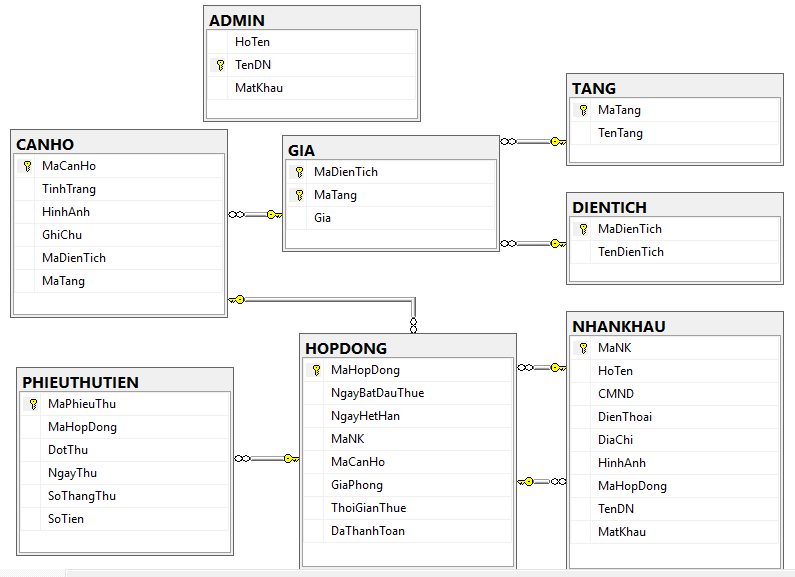 ADMIN
HoTen
TenDN
MatKhau
TANG
MaTang
TenTang
CANHO
MaCanHo
TinhTrang
HinhAnh
GhiChu
MaDienTich
MaTang
GIA
MaDienTich
MaTang
Gia
DIENTICH
MaDienTich
TenDienTich
HOPDONG
MaHopDong
NgayBatDauThue
NgayHetHan
MaNK
MaCanHo
GiaPhong
ThoiGianThue
DaThanhToan
NHANKHAU
MaNK
HoTen
CMND
DienThoai
DiaChi
HinhAnh
MaHopDong
TenDN
MatKhau
PHIEUTHUTIEN
MaPhieuThu
MaHopDong
DotThu
NgayThu
SoThangThu
SoTien